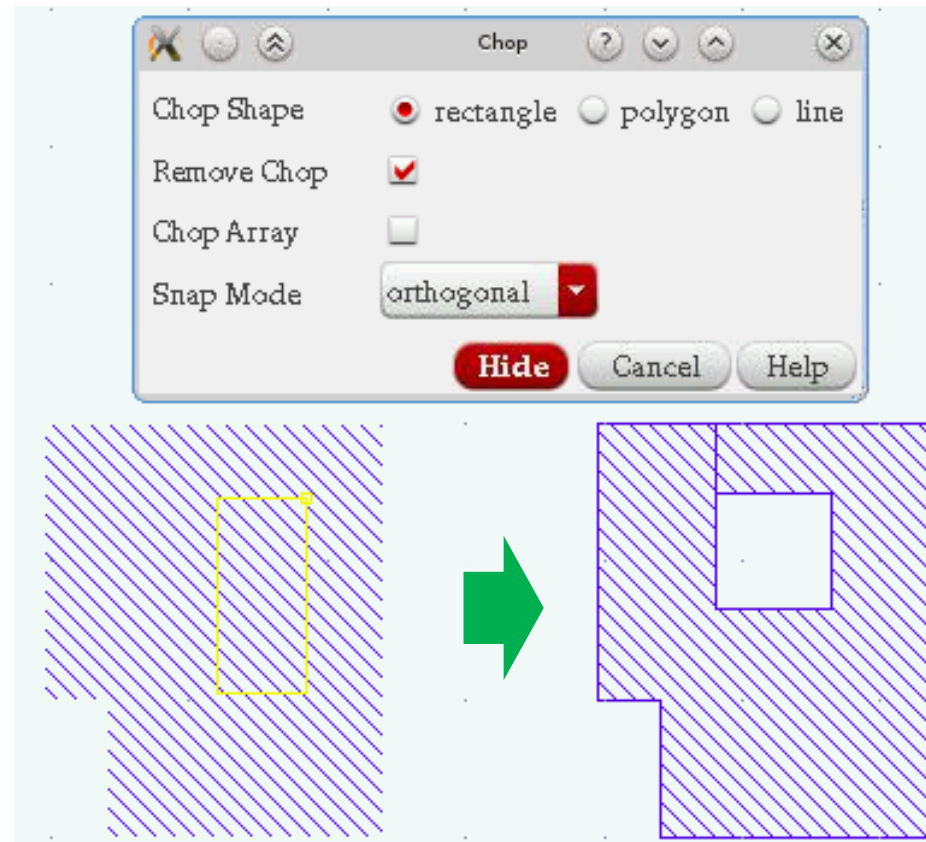 Chop
Chop Shape rectangle polygon line
Remove Chop
Chop Array
Snap Mode orthogonal
Hide Cancel Help